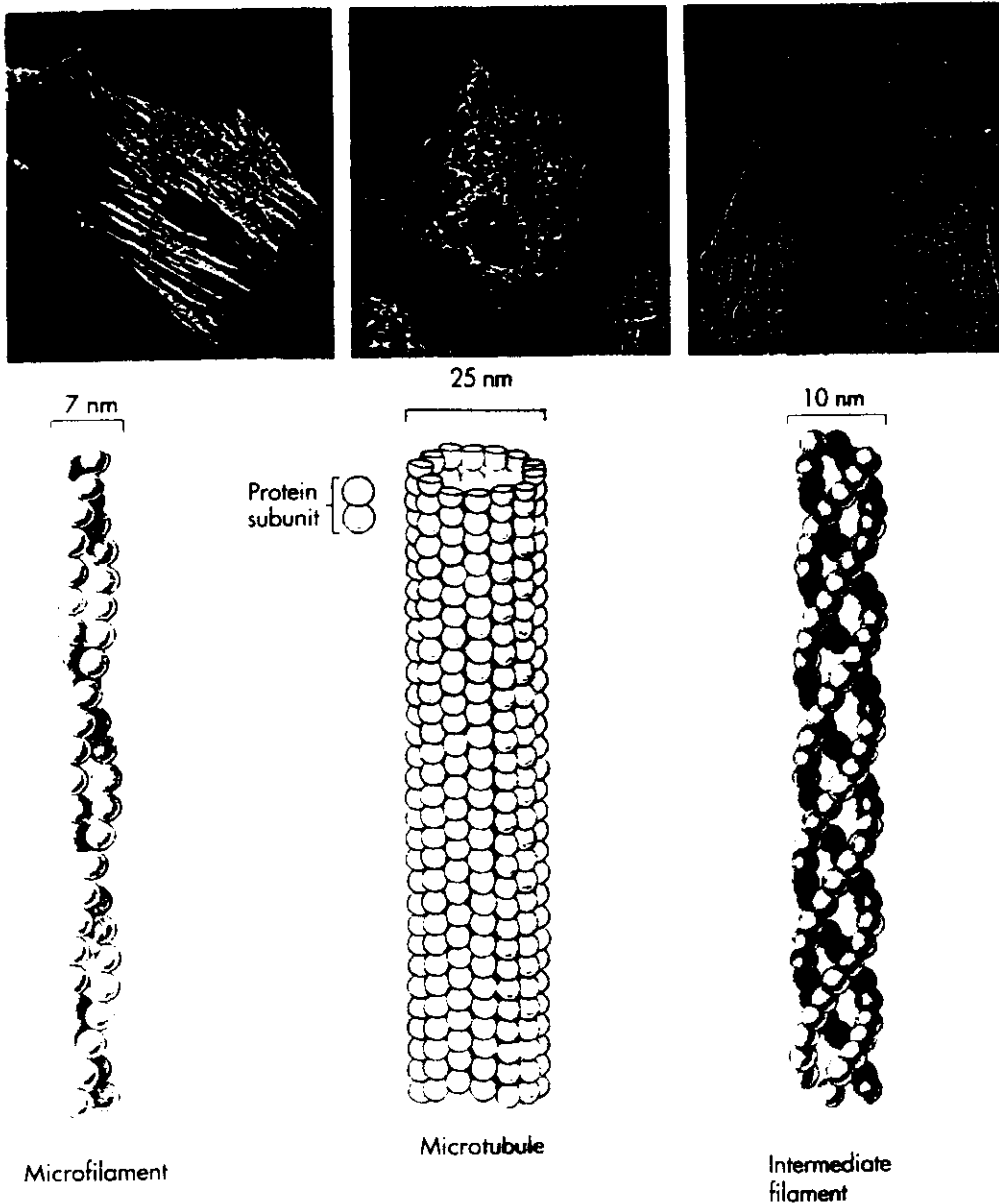 7 nm
25 nm
10 nm
Protein
subunit
Microfilament
Microtubule
Intermediate
filament